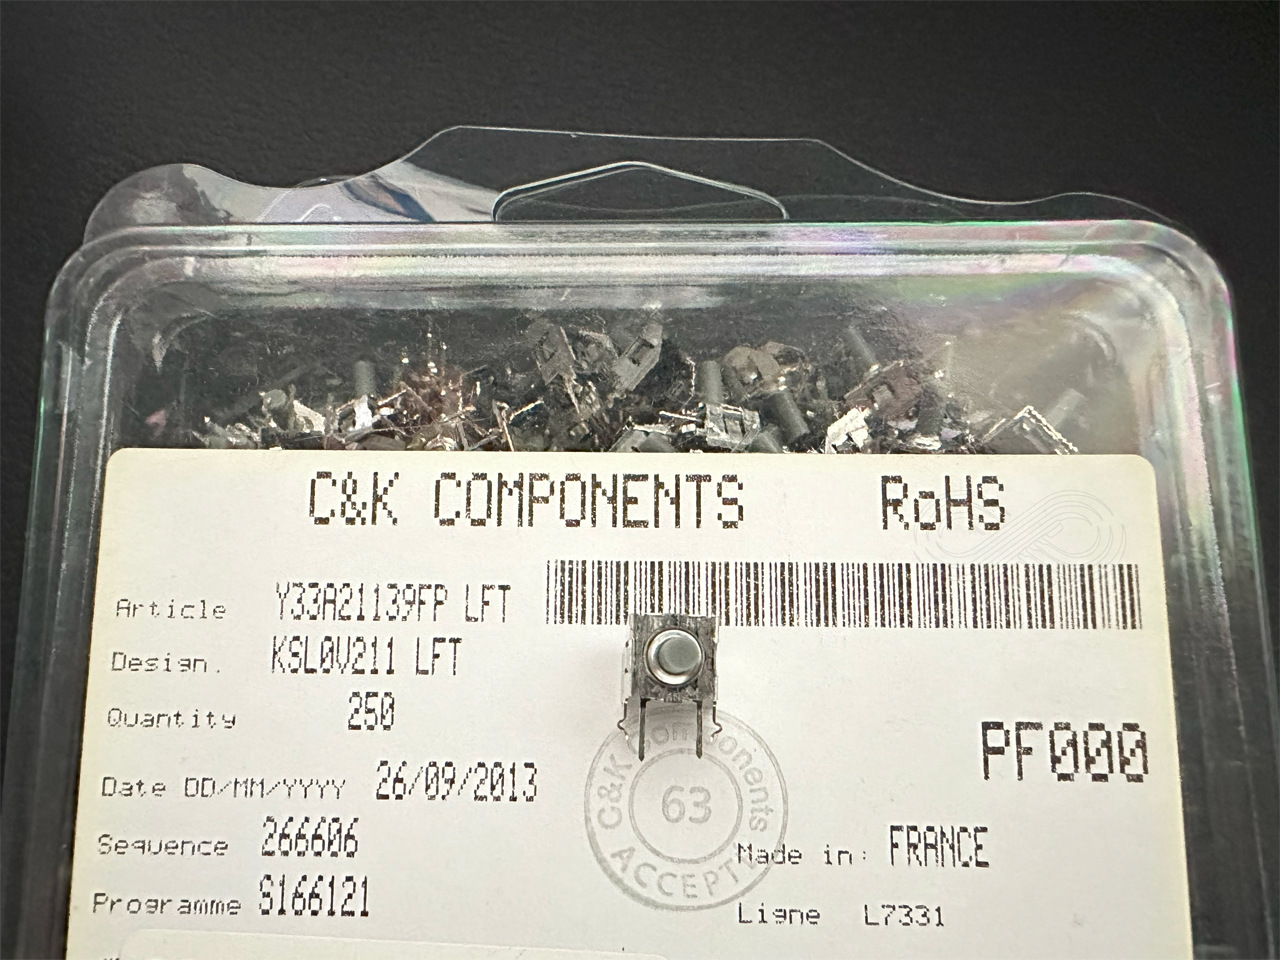 C&K COMPONENTS RoHS
Article Y33A21139FP LFT
Design. KSL0V211 LFT
Quantity 250
PF000
Date DD/MM/YYYY 26/09/2013
C&K Components
63
ACCEPT
Sequence 266606
Made in: FRANCE
Programme S166121
Ligne L7331